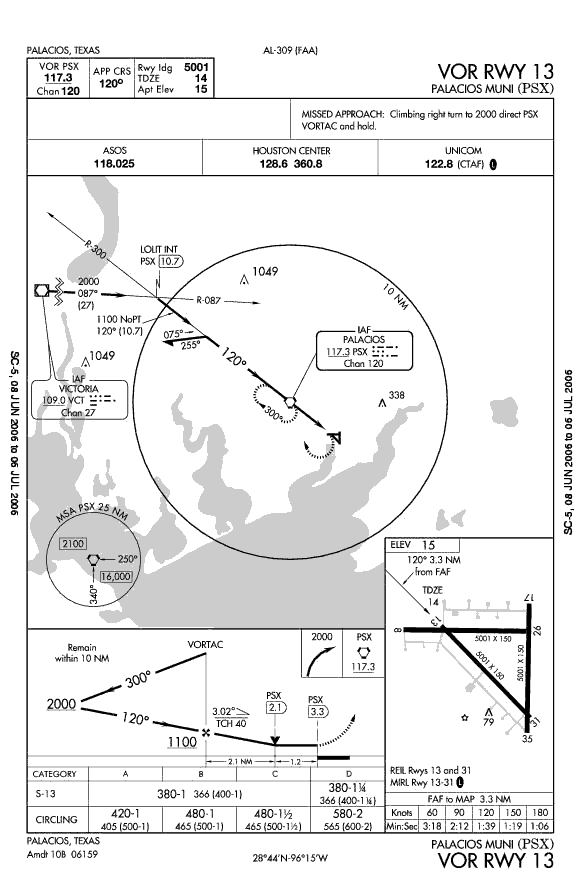 PALACIOS, TEXAS
AL-309 (FAA)
VOR PSX
117.3
Chan 120
APP CRS
120°
Rwy Idg 5001
TDZE 14
Apt Elev 15
VOR RWY 13
PALACIOS MUNI (PSX)
MISSED APPROACH: Climbing right turn to 2000 direct PSX
VORTAC and hold.
ASOS
118.025
HOUSTON CENTER
128.6 360.8
UNICOM
122.8 (CTAF) L
R-300
LOLIT INT
PSX 10.7
1049
10 NM
2000
087°
(27)
R-087
1100 NoPT
120° (10.7)
075°
255°
120°
IAF
PALACIOS
117.3 PSX
Chan 120
1049
IAF
VICTORIA
109.0 VCT
Chan 27
300°
338
MSA PSX 25 NM
2100
250°
16,000
340°
SC-5, 08 JUN 2006 to 06 JUL 2006
SC-5, 08 JUN 2006 to 06 JUL 2006
ELEV 15
120° 3.3 NM
from FAF
TDZE
14
13
17
8
26
5001 X 150
5001 X 150
5001 X 150
79
31
35
REIL Rwys 13 and 31
MIRL Rwy 13-31 L
FAF to MAP 3.3 NM
Knots 60 90 120 150 180
Min:Sec 3:18 2:12 1:39 1:19 1:06
Remain
within 10 NM
VORTAC
2000
PSX
117.3
300°
2000
120°
1100
3.02°
TCH 40
PSX
2.1
PSX
3.3
2.1 NM
1.2
CATEGORY A B C D
S-13 380-1 366 (400-1) 380-1¼ 366 (400-1¼)
CIRCLING 420-1 405 (500-1) 480-1 465 (500-1) 480-1½ 465 (500-1½) 580-2 565 (600-2)
PALACIOS, TEXAS
Amdt 10B 06159
28°44'N-96°15'W
PALACIOS MUNI (PSX)
VOR RWY 13